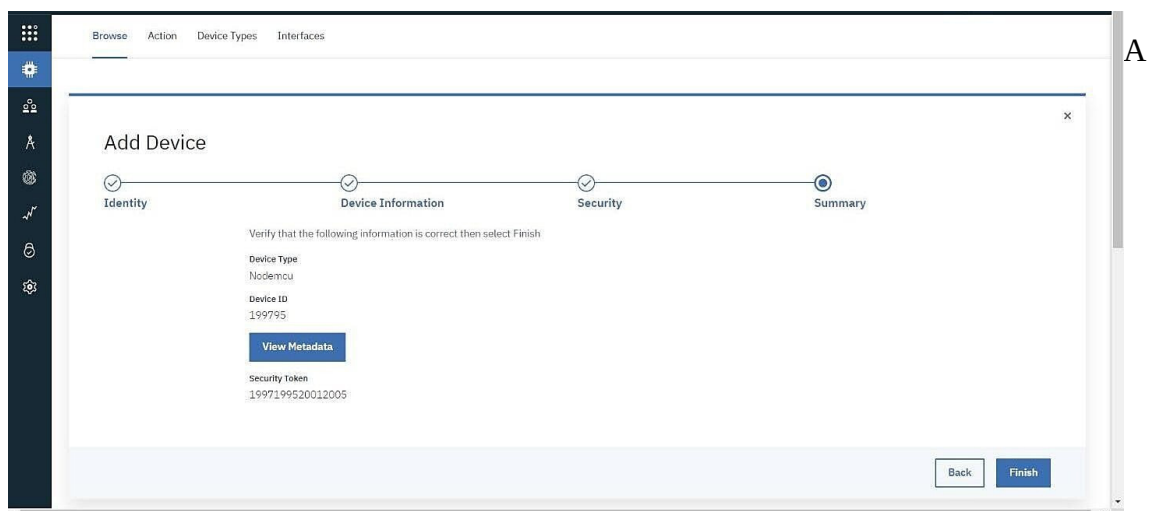 Browse Action Device Types Interfaces
A
Add Device
Identity Device Information Security Summary
Verify that the following information is correct then select Finish
Device Type
Nodemcu
Device ID
199795
View Metadata
Security Token
1997199520012005
Back Finish